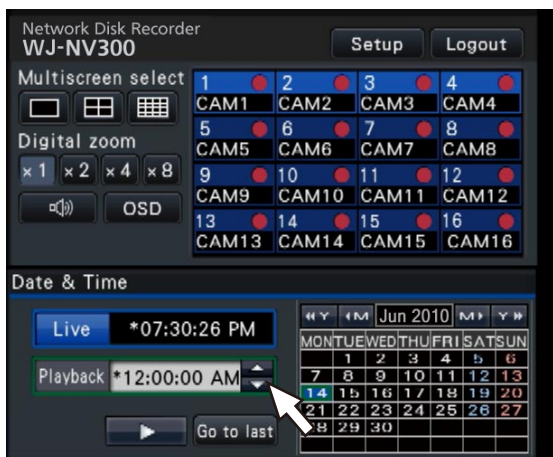 Network Disk Recorder
WJ-NV300
Setup Logout
Multiscreen select
1 2 3 4
CAM1 CAM2 CAM3 CAM4
Digital zoom
5 6 7 8
CAM5 CAM6 CAM7 CAM8
×1 ×2 ×4 ×8
9 10 11 12
CAM9 CAM10 CAM11 CAM12
OSD
13 14 15 16
CAM13 CAM14 CAM15 CAM16
Date & Time
Live *07:30:26 PM
Playback *12:00:00 AM
Go to last
Y M Jun 2010 M Y
MON TUE WED THU FRI SAT SUN
1 2 3 4 5 6
7 8 9 10 11 12 13
14 15 16 17 18 19 20
21 22 23 24 25 26 27
28 29 30